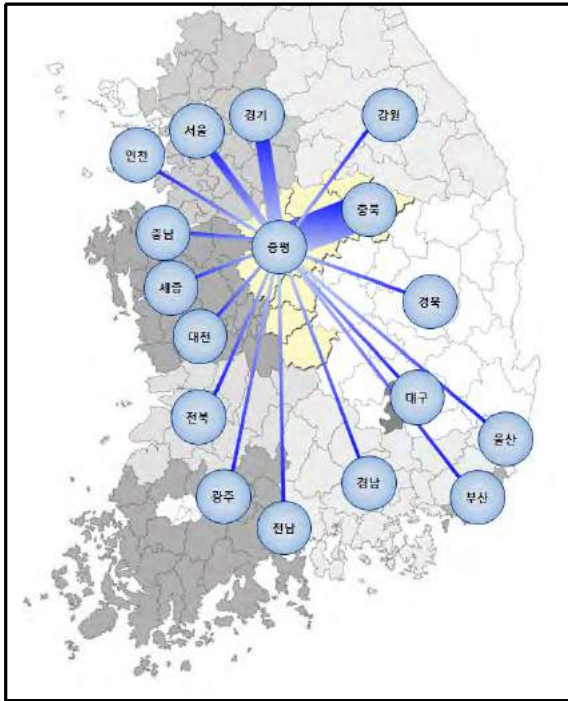 경기
강원
서울
인천
충북
충남
증평
세종
경북
대전
대구
전북
울산
경남
광주
부산
전남